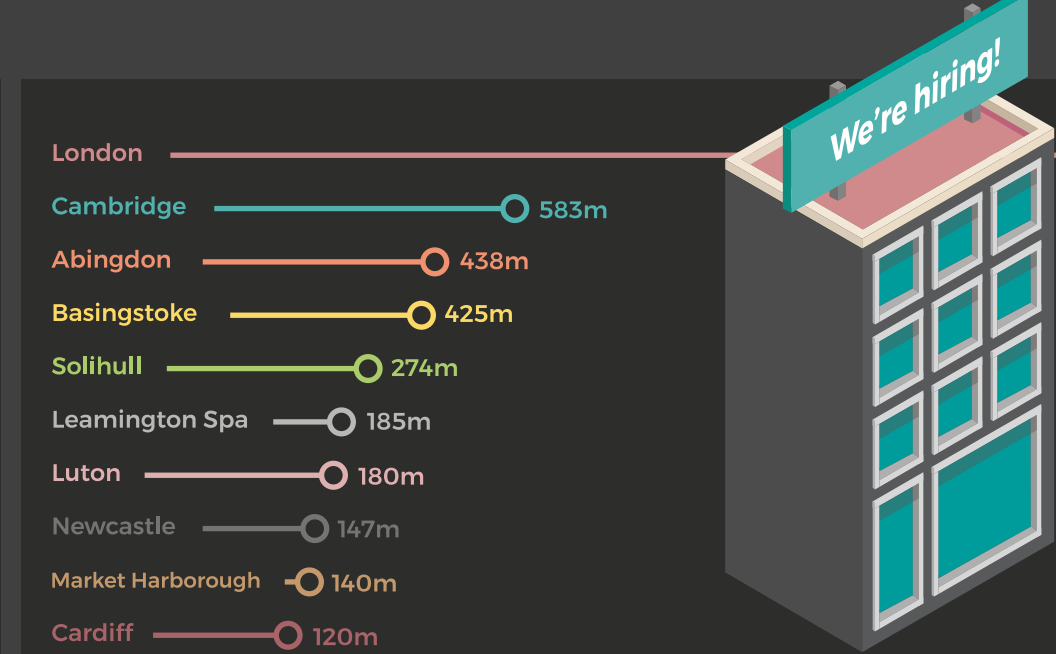 We're hiring!
London
Cambridge 583m
Abingdon 438m
Basingstoke 425m
Solihull 274m
Leamington Spa 185m
Luton 180m
Newcastle 147m
Market Harborough 140m
Cardiff 120m